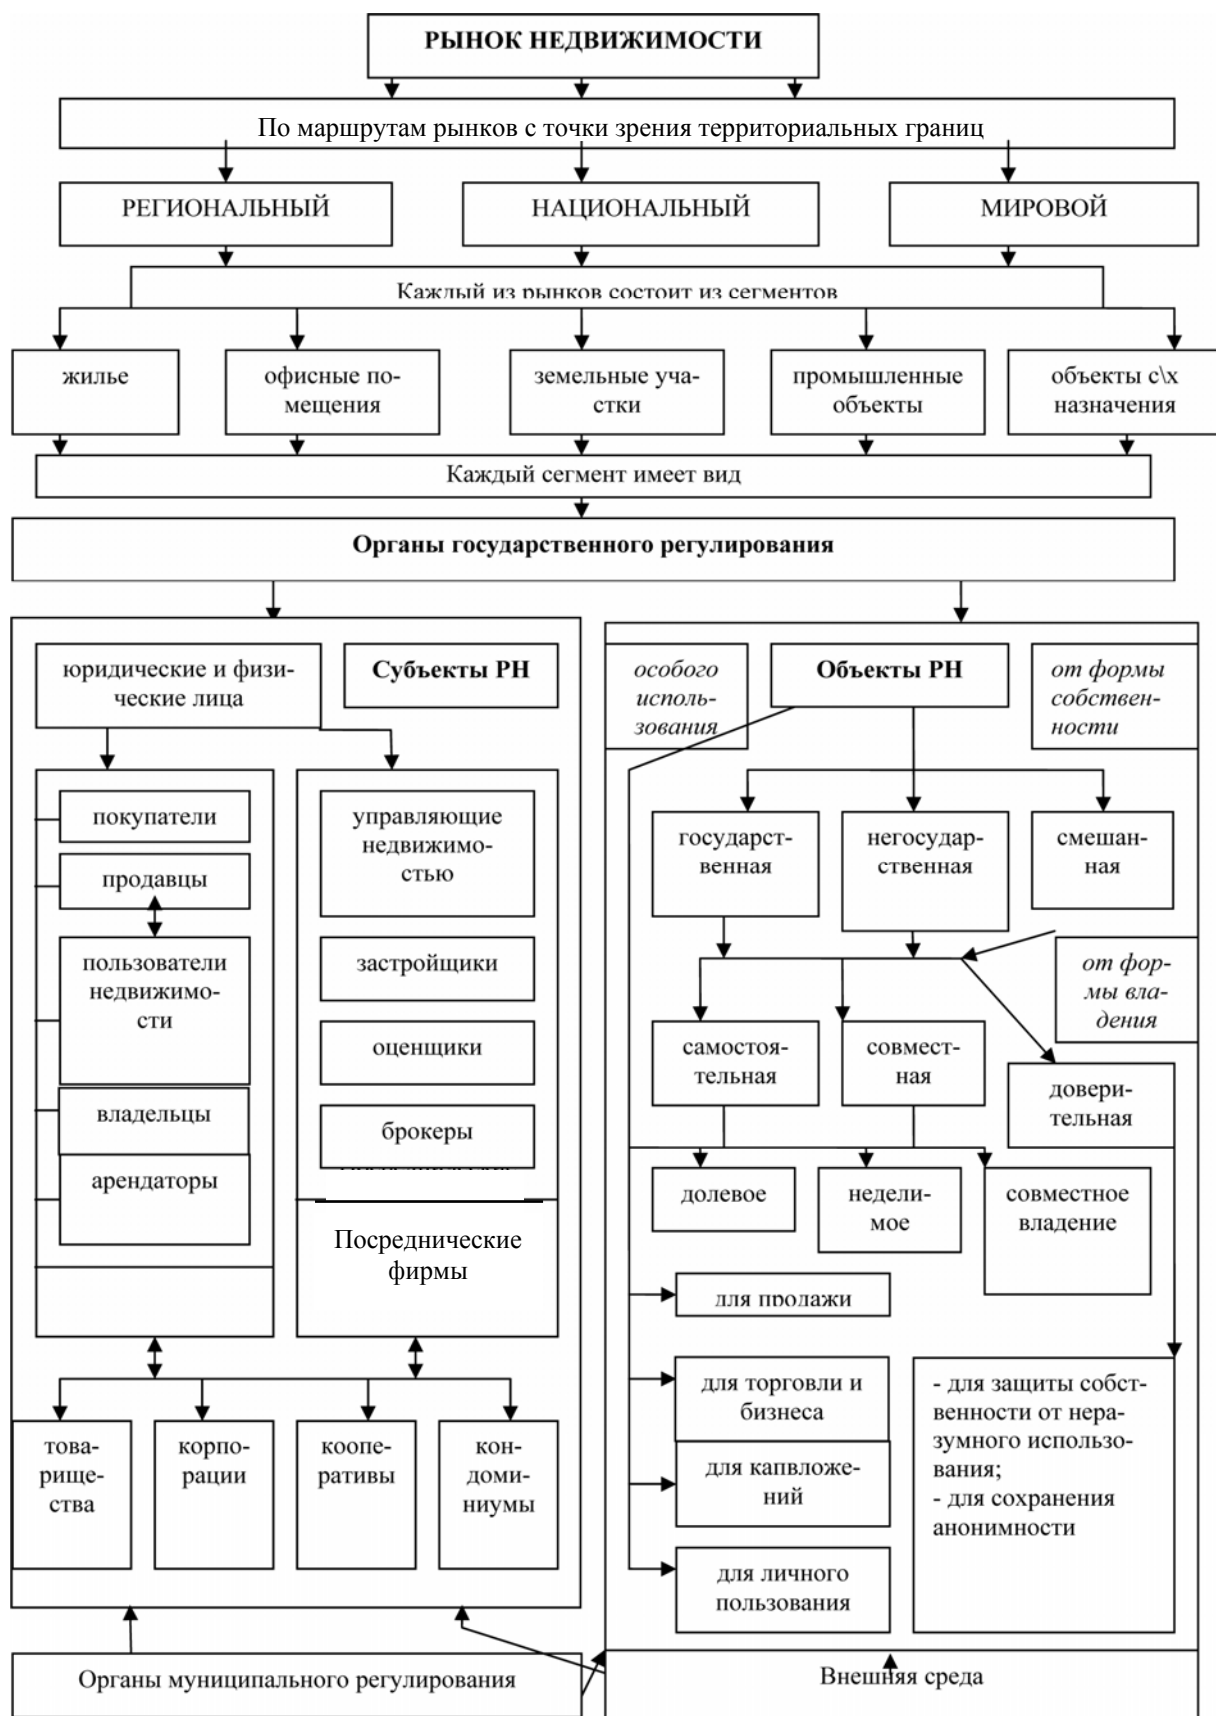 РЫНОК НЕДВИЖИМОСТИ
По маршрутам рынков с точки зрения территориальных границ
РЕГИОНАЛЬНЫЙ
НАЦИОНАЛЬНЫЙ
МИРОВОЙ
Каждый из рынков состоит из сегментов
жилье
офисные по-
мещения
земельные уча-
стки
промышленные
объекты
объекты с\х
назначения
Каждый сегмент имеет вид
Органы государственного регулирования
юридические и физи-
ческие лица
Субъекты РН
покупатели
продавцы
пользователи
недвижимо-
сти
владельцы
арендаторы
управляющие
недвижимо-
стью
застройщики
оценщики
брокеры
Посреднические
фирмы
това-
рище-
ства
корпо-
рации
коопе-
ративы
кон-
доми-
ниумы
Органы муниципального регулирования
особого
исполь-
зования
Объекты РН
от формы
собствен-
ности
государст-
венная
негосудар-
ственная
смешан-
ная
от фор-
мы вла-
дения
самостоя-
тельная
совмест-
ная
довери-
тельная
долевое
недели-
мое
совместное
владение
для продажи
для торговли и
бизнеса
для капвложе-
ний
для личного
пользования
- для защиты собст-
венности от нера-
зумного использо-
вания;
- для сохранения
анонимности
Внешняя среда